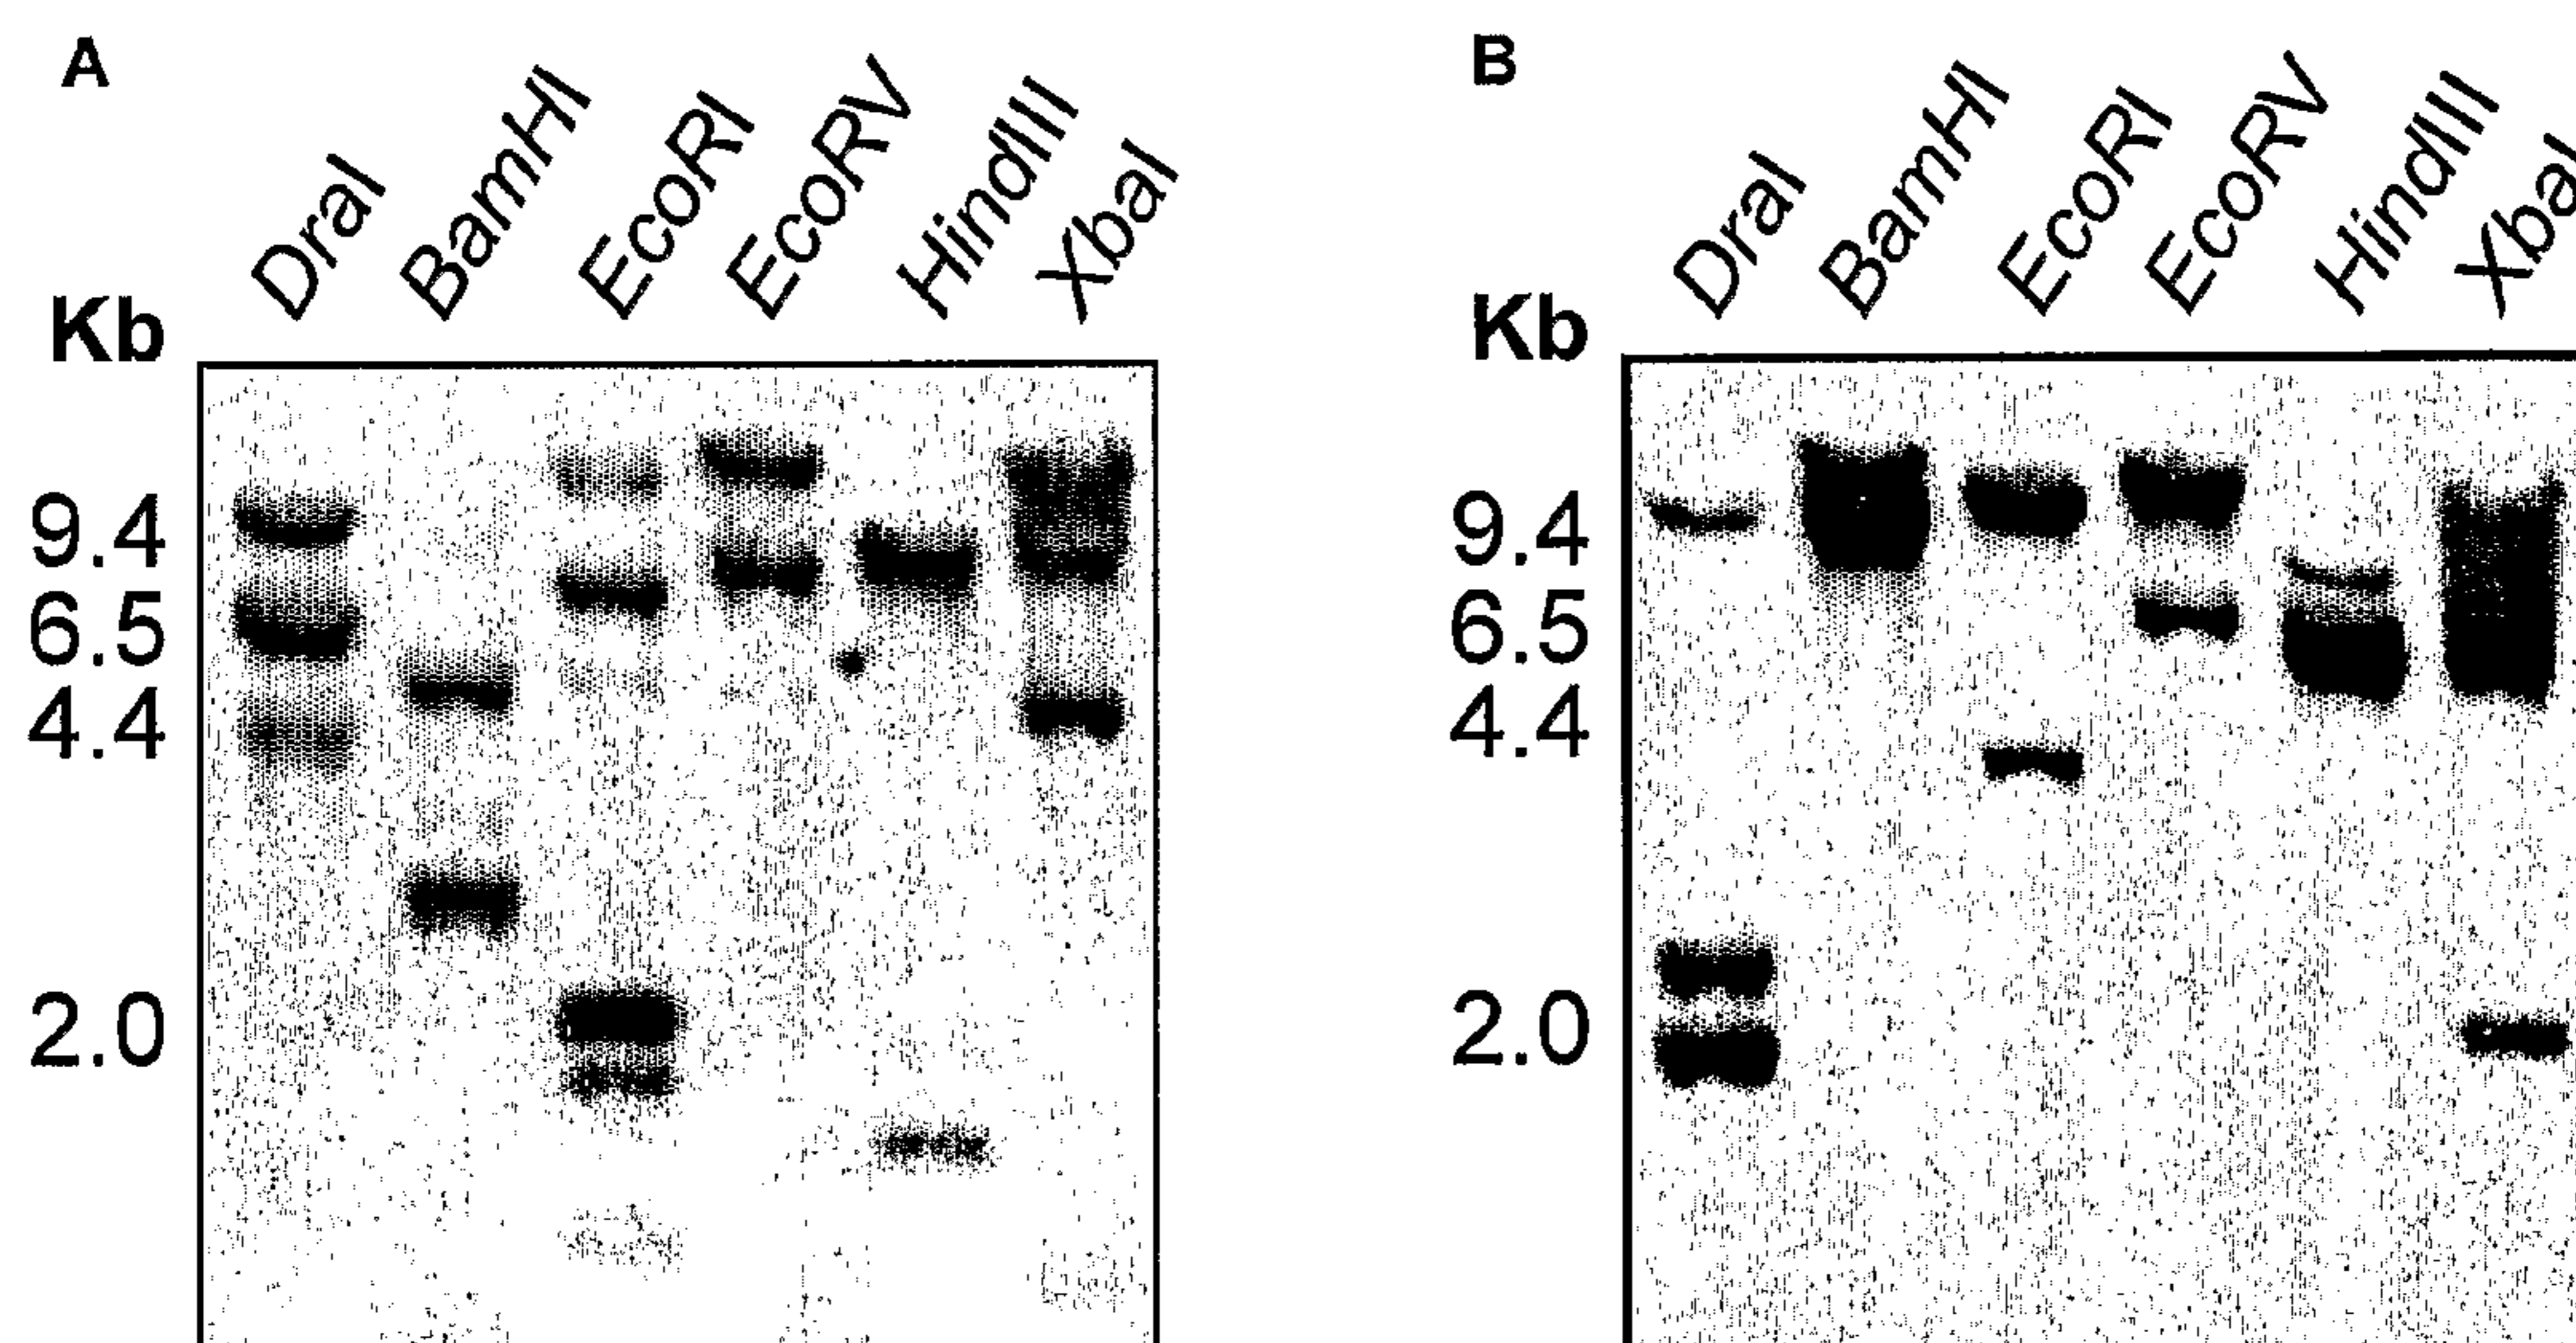 A
DraI
BamHI
EcoRI
EcoRV
HindIII
XbaI
Kb
9.4
6.5
4.4
2.0
B
DraI
BamHI
EcoRI
EcoRV
HindIII
XbaI
Kb
9.4
6.5
4.4
2.0